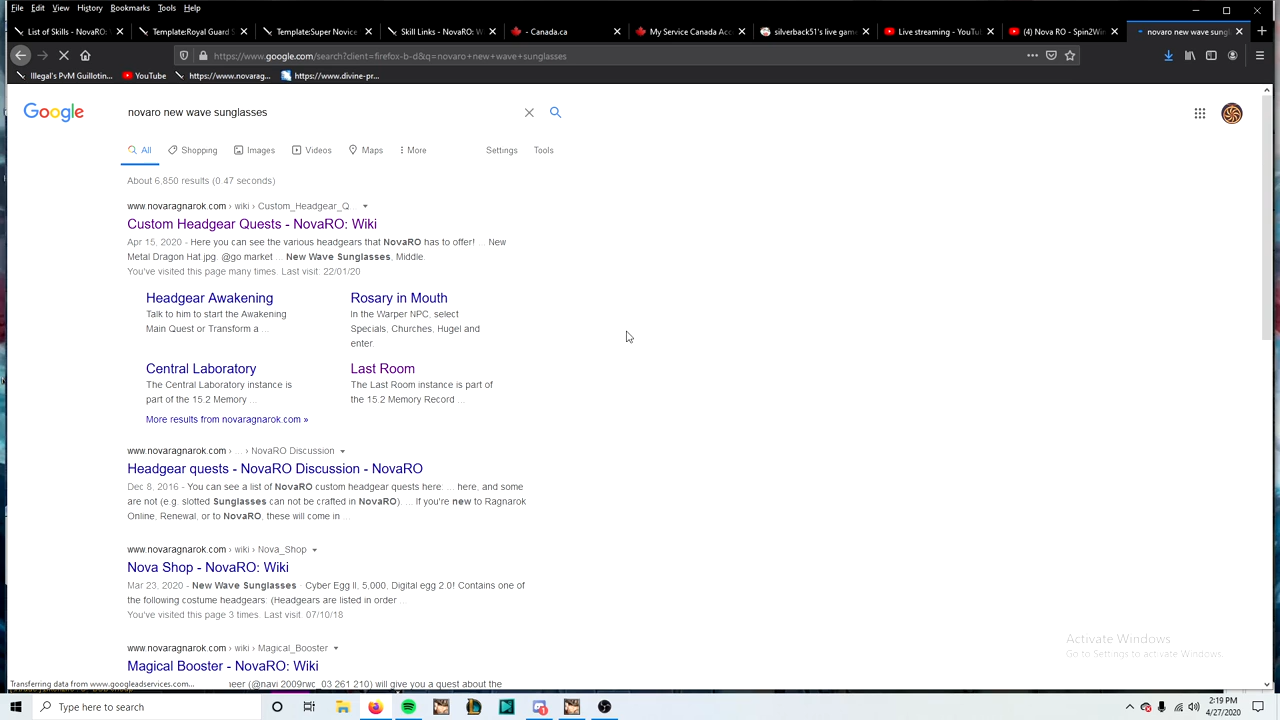 File Edit View History Bookmarks Tools Help
List of Skills - NovaRO: Template:Royal Guard S Template:Super Novice Skill Links - NovaRO: W - Canada.ca My Service Canada Acc silverback51's live game Live streaming - YouTu (4) Nova RO - Spin2Win novaro new wave sungl
https://www.google.com/search?client=firefox-b-d&q=novaro+new+wave+sunglasses
Illegal's PvM Guillotin... YouTube https://www.novarag... https://www.divine-pr...
Google novaro new wave sunglasses
All Shopping Images Videos Maps More Settings Tools
About 6,850 results (0.47 seconds)
www.novaragnarok.com › wiki › Custom_Headgear_Q...
Custom Headgear Quests - NovaRO: Wiki
Apr 15, 2020 - Here you can see the various headgears that NovaRO has to offer! ... New
Metal Dragon Hat.jpg. @go market ... New Wave Sunglasses, Middle.
You've visited this page many times. Last visit: 22/01/20
Headgear Awakening Rosary in Mouth
Talk to him to start the Awakening In the Warper NPC, select
Main Quest or Transform a ... Specials, Churches, Hugel and
enter.
Central Laboratory Last Room
The Central Laboratory instance is The Last Room instance is part of
part of the 15.2 Memory ... the 15.2 Memory Record ...
More results from novaragnarok.com »
www.novaragnarok.com › ... › NovaRO Discussion
Headgear quests - NovaRO Discussion - NovaRO
Dec 8, 2016 - You can see a list of NovaRO custom headgear quests here: ... here, and some
are not (e.g. slotted Sunglasses can not be crafted in NovaRO). ... If you're new to Ragnarok
Online, Renewal, or to NovaRO, these will come in ...
www.novaragnarok.com › wiki › Nova_Shop
Nova Shop - NovaRO: Wiki
Mar 23, 2020 - New Wave Sunglasses · Cyber Egg II, 5,000, Digital egg 2.0! Contains one of
the following costume headgears: (Headgears are listed in order ...
You've visited this page 3 times. Last visit: 07/10/18
www.novaragnarok.com › wiki › Magical_Booster
Magical Booster - NovaRO: Wiki
Activate Windows
Go to Settings to activate Windows.
Transferring data from www.googleadservices.com... neer (@navi 2009rwc_03 261 210) will give you a quest about the
Type here to search
2:19 PM
4/27/2020